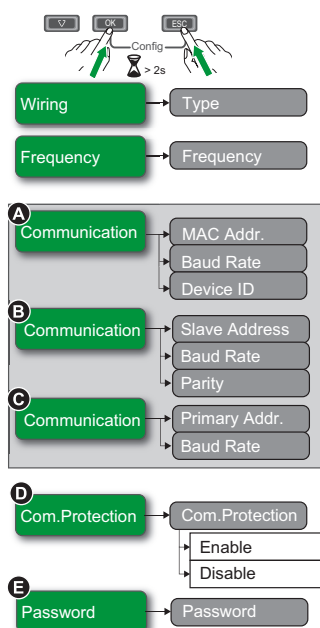 OK
ESC
Config
> 2s
Wiring
Type
Frequency
Frequency
A
Communication
MAC Addr.
Baud Rate
Device ID
B
Communication
Slave Address
Baud Rate
Parity
C
Communication
Primary Addr.
Baud Rate
D
Com.Protection
Com.Protection
Enable
Disable
E
Password
Password